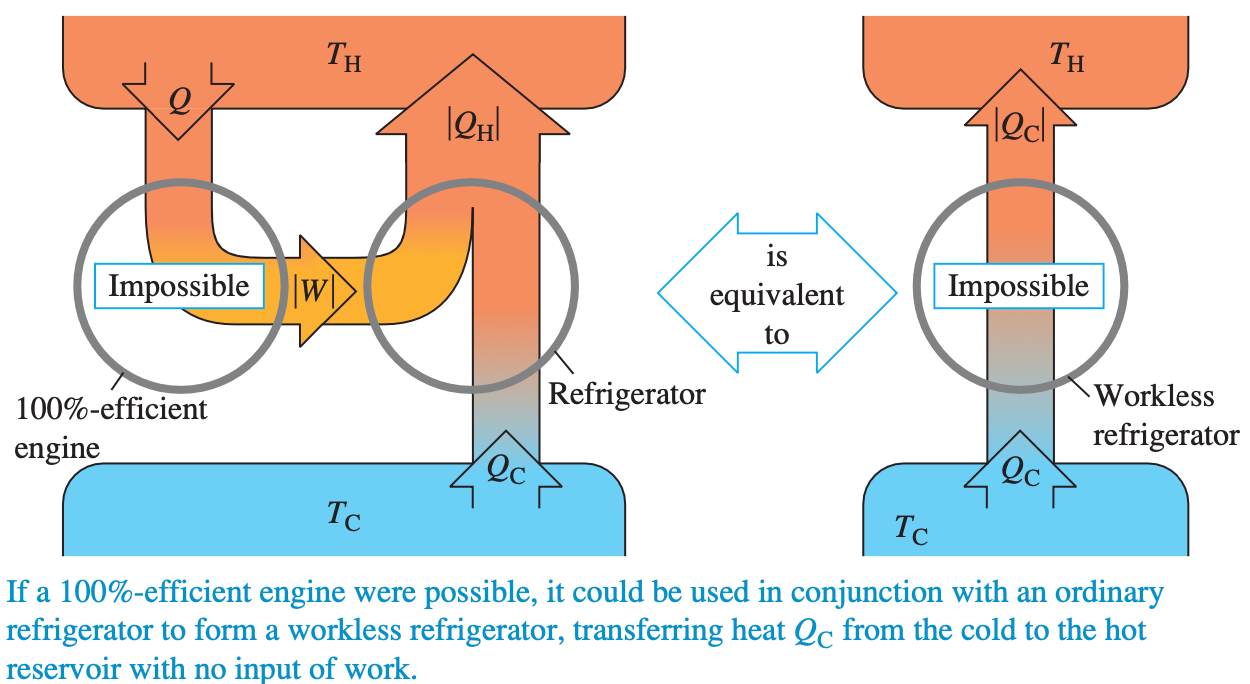 T_H
Q
|Q_H|
Impossible
|W|
100%-efficient
engine
Refrigerator
Q_C
T_C
is
equivalent
to
T_H
|Q_C|
Impossible
Workless
refrigerator
Q_C
T_C
If a 100%-efficient engine were possible, it could be used in conjunction with an ordinary
refrigerator to form a workless refrigerator, transferring heat Q_C from the cold to the hot
reservoir with no input of work.